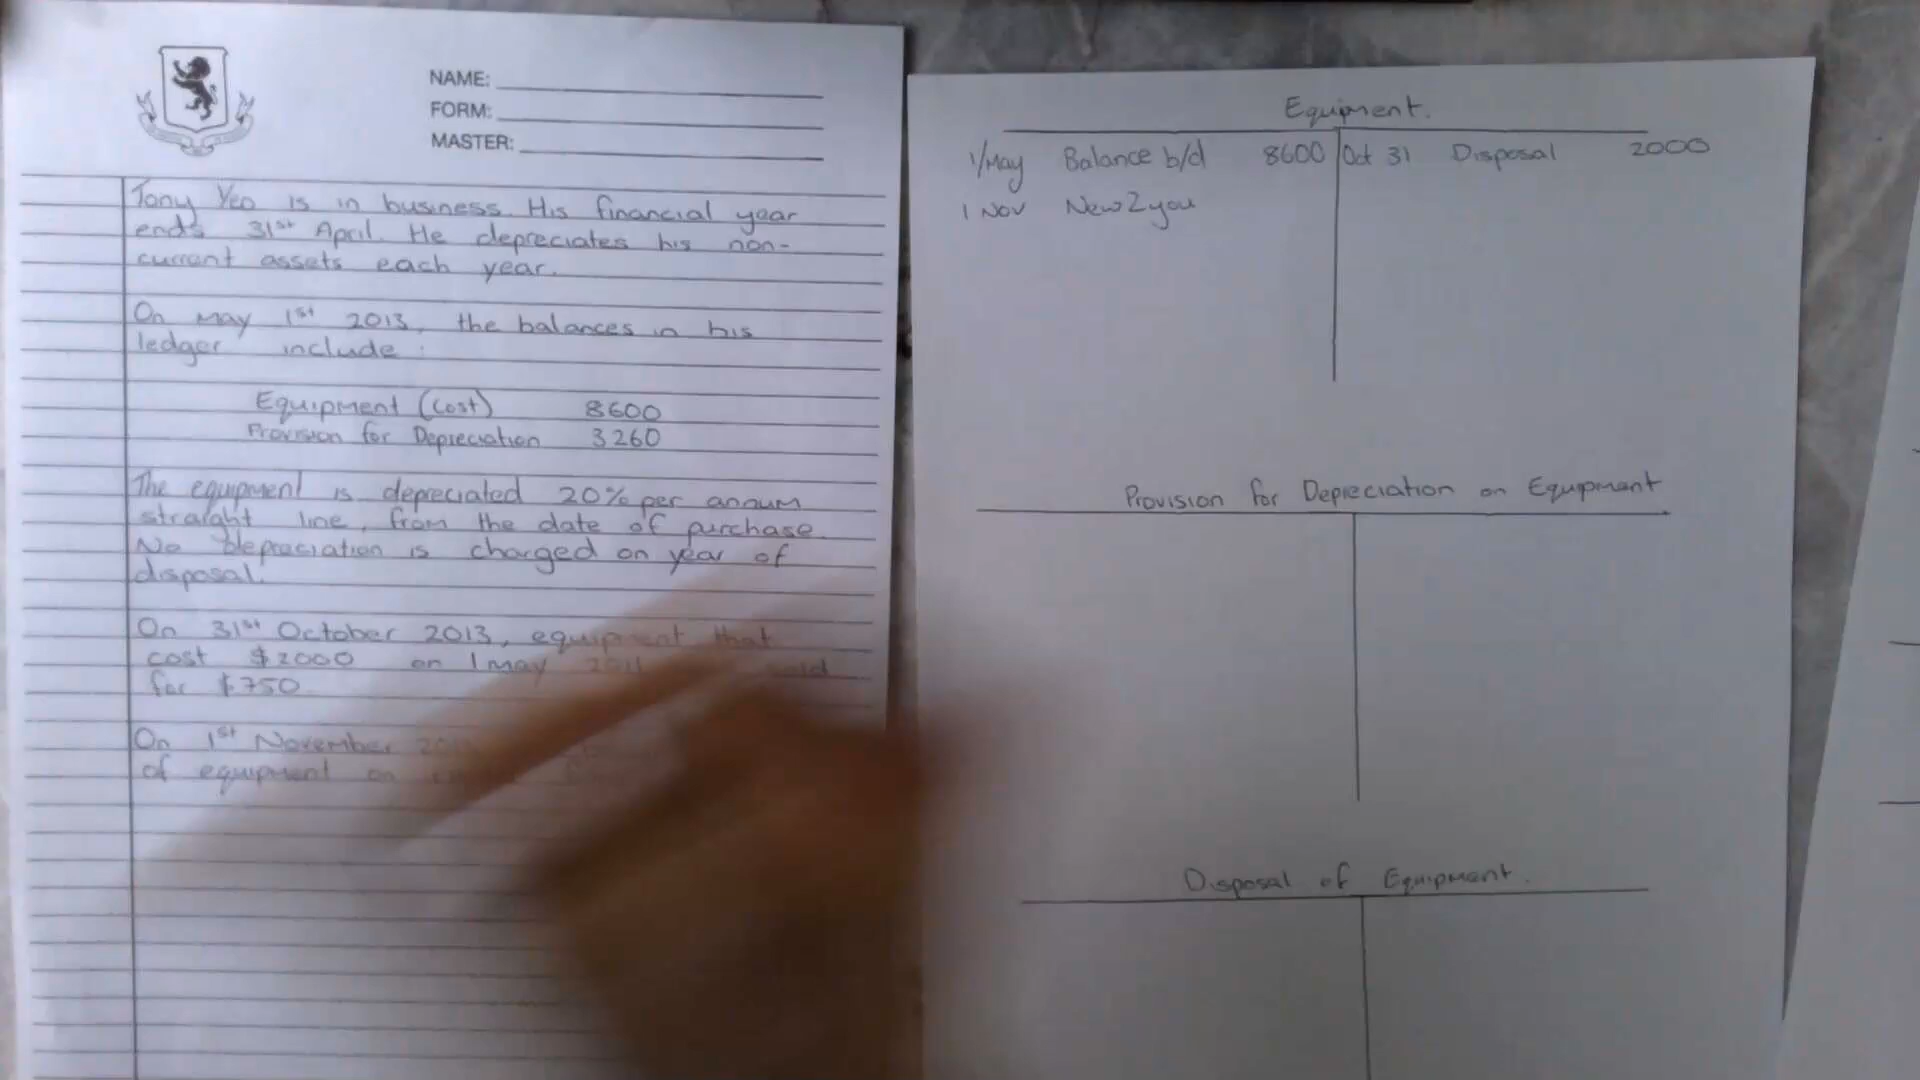 NAME:
FORM:
MASTER:
Tony Yeo is in business. His financial year
ends 31st April. He depreciates his non-
current assets each year.
On May 1st 2013, the balances in his
ledger include:
Equipment (cost) 8600
Provision for Depreciation 3260
The equipment is depreciated 20% per annum
straight line, from the date of purchase.
No depreciation is charged on year of
disposal.
On 31st October 2013, equipment that
cost $2000 on 1 May 2011 sold
for $750
On 1st November
of equipment on
Equipment.
1/May Balance b/d 8600 Oct 31 Disposal 2000
1 Nov New2you
Provision for Depreciation on Equipment
Disposal of Equipment.